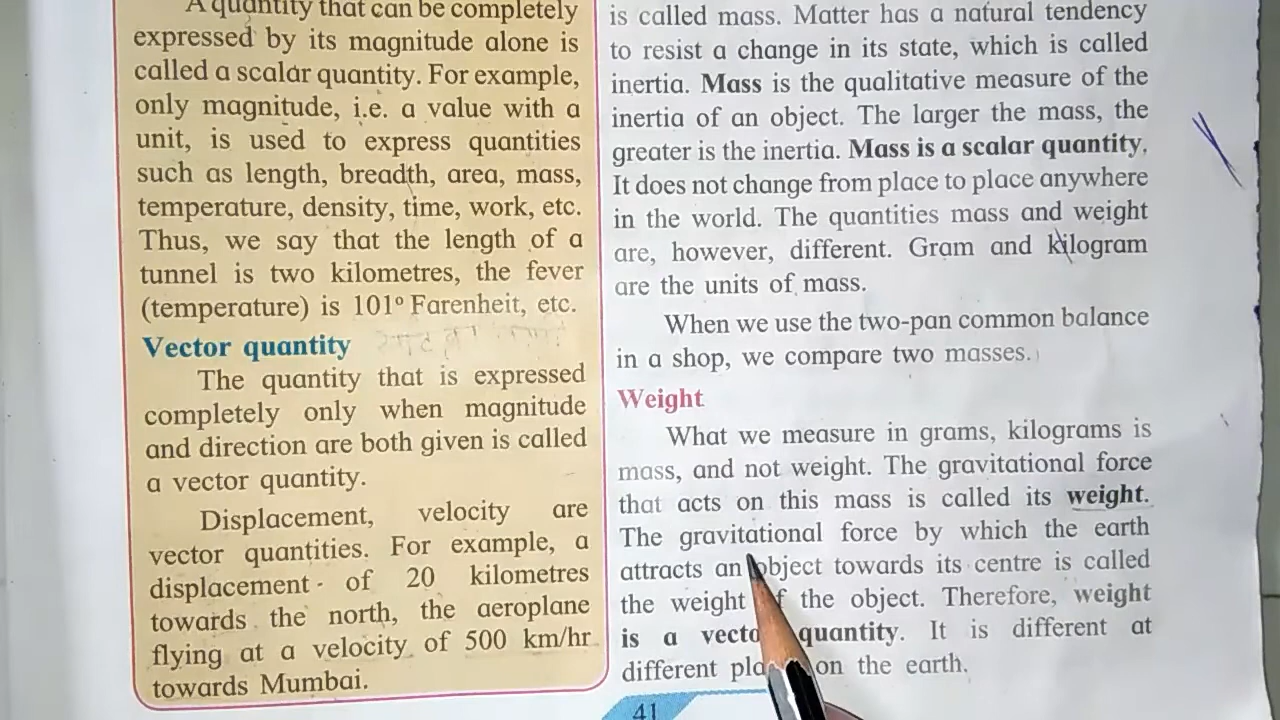 A quantity that can be completely
expressed by its magnitude alone is
called a scalar quantity. For example,
only magnitude, i.e. a value with a
unit, is used to express quantities
such as length, breadth, area, mass,
temperature, density, time, work, etc.
Thus, we say that the length of a
tunnel is two kilometres, the fever
(temperature) is 101º Farenheit, etc.
Vector quantity
The quantity that is expressed
completely only when magnitude
and direction are both given is called
a vector quantity.
Displacement, velocity are
vector quantities. For example, a
displacement of 20 kilometres
towards the north, the aeroplane
flying at a velocity of 500 km/hr
towards Mumbai.
is called mass. Matter has a natural tendency
to resist a change in its state, which is called
inertia. Mass is the qualitative measure of the
inertia of an object. The larger the mass, the
greater is the inertia. Mass is a scalar quantity.
It does not change from place to place anywhere
in the world. The quantities mass and weight
are, however, different. Gram and kilogram
are the units of mass.
When we use the two-pan common balance
in a shop, we compare two masses.
Weight
What we measure in grams, kilograms is
mass, and not weight. The gravitational force
that acts on this mass is called its weight.
The gravitational force by which the earth
attracts an object towards its centre is called
the weight of the object. Therefore, weight
is a vector quantity. It is different at
different on the earth.
41